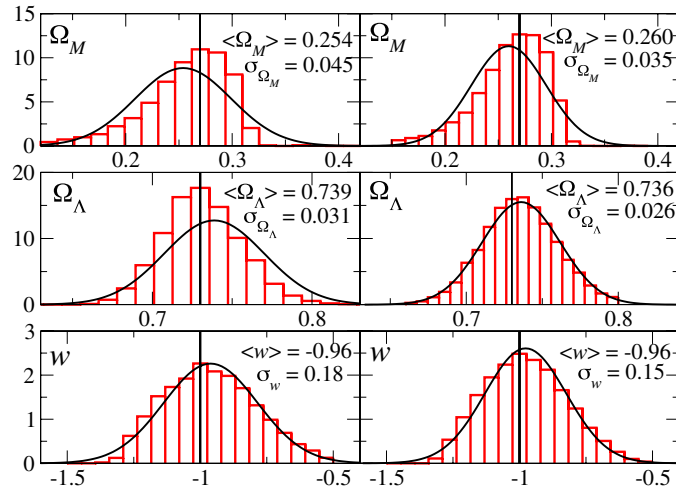 15
10
5
0
Ω_M
<Ω_M> = 0.254
σ_Ω_M = 0.045
0.2 0.3 0.4
Ω_M
<Ω_M> = 0.260
σ_Ω_M = 0.035
0.2 0.3 0.4
20
10
0
Ω_Λ
<Ω_Λ> = 0.739
σ_Ω_Λ = 0.031
0.7 0.8
Ω_Λ
<Ω_Λ> = 0.736
σ_Ω_Λ = 0.026
0.7 0.8
3
2
1
0
w
<w> = -0.96
σ_w = 0.18
-1.5 -1 -0.5
w
<w> = -0.96
σ_w = 0.15
-1.5 -1 -0.5